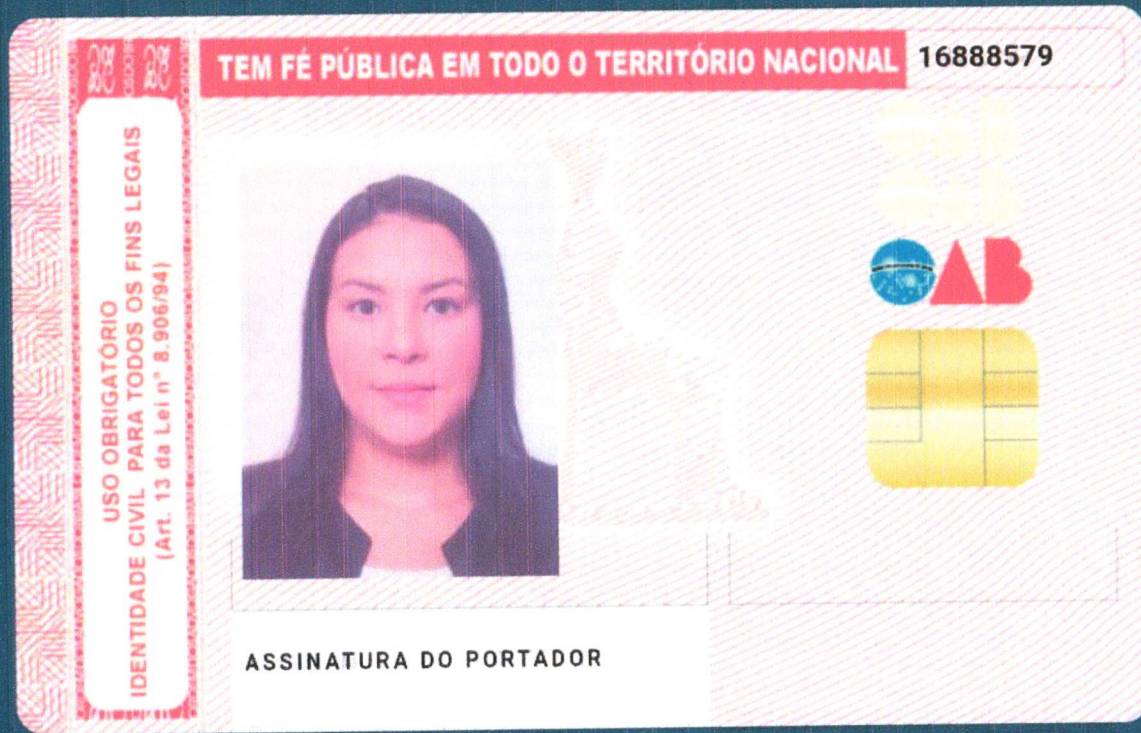 TEM FÉ PÚBLICA EM TODO O TERRITÓRIO NACIONAL
16888579
USO OBRIGATÓRIO
IDENTIDADE CIVIL PARA TODOS OS FINS LEGAIS
(Art. 13 da Lei nº 8.906/94)
OAB
ASSINATURA DO PORTADOR